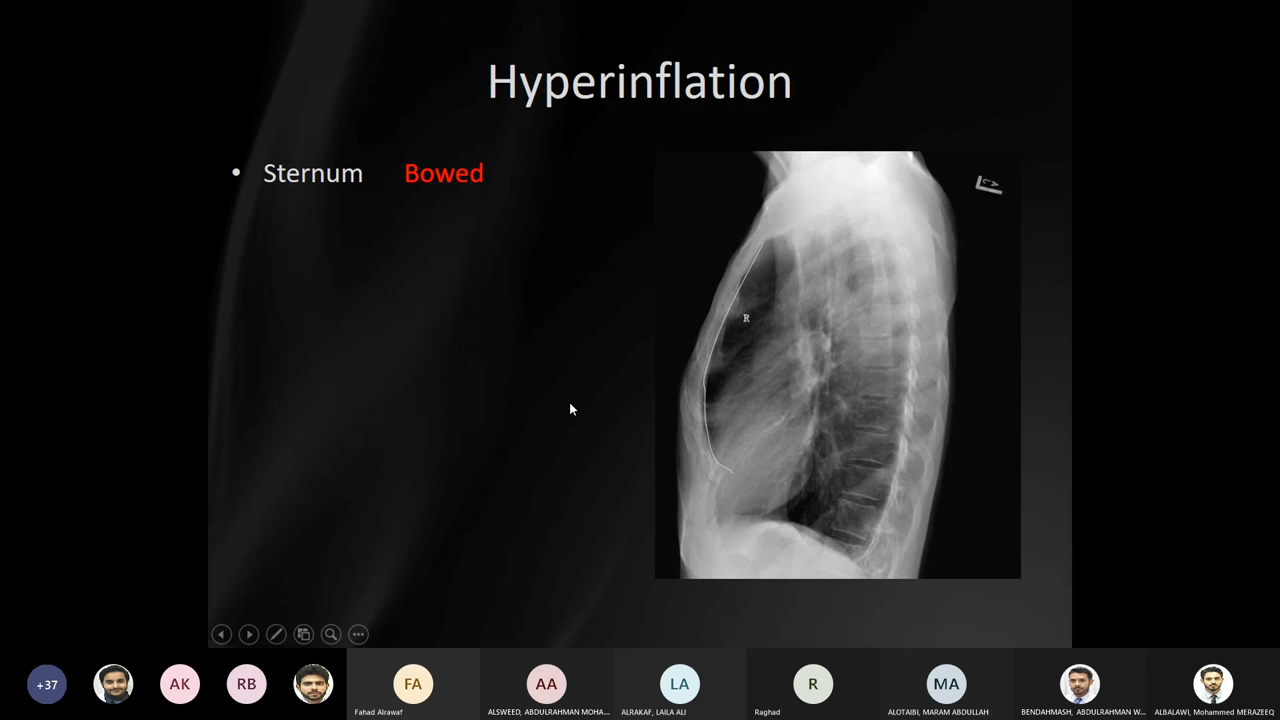 Hyperinflation
• Sternum Bowed
R
+37
AK
RB
FA
AA
LA
R
MA
Fahad Alrawaf
ALSWEED, ABDULRAHMAN MOHA...
ALRAKAF, LAILA ALI
Raghad
ALOTAIBI, MARAM ABDULLAH
BENDAHMASH, ABDULRAHMAN W...
ALBALAWI, Mohammed MERAZEEQ